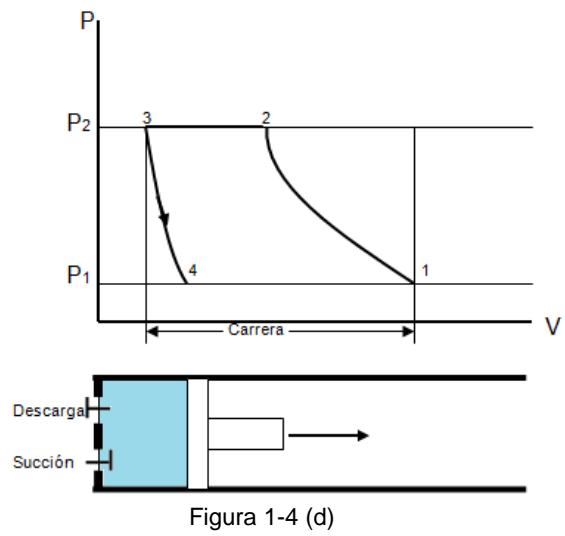 P
P2
3
2
P1
4
1
Carrera
V
Descarga
Succión
Figura 1-4 (d)